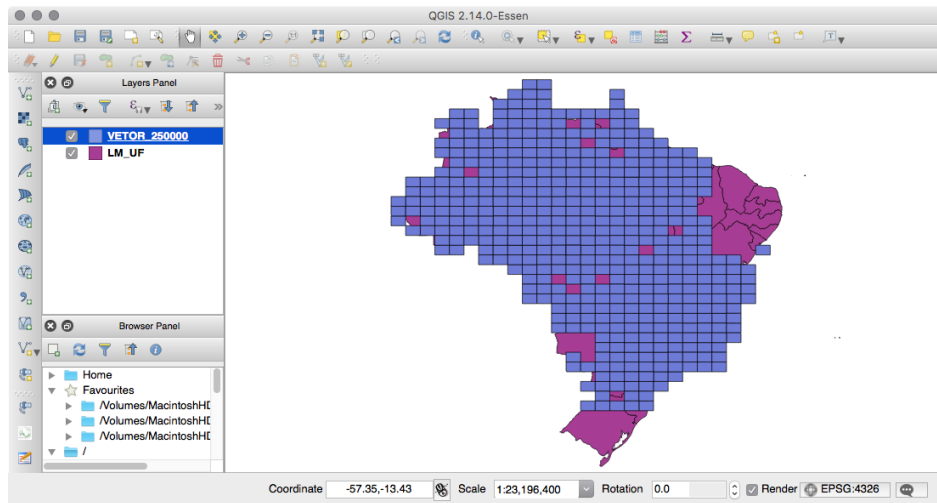 QGIS 2.14.0-Essen
Layers Panel
VETOR_250000
LM_UF
Browser Panel
Home
Favourites
/Volumes/MacintoshHD
/Volumes/MacintoshHD
/Volumes/MacintoshHD
/
Coordinate -57.35,-13.43 Scale 1:23,196,400 Rotation 0.0 Render EPSG:4326